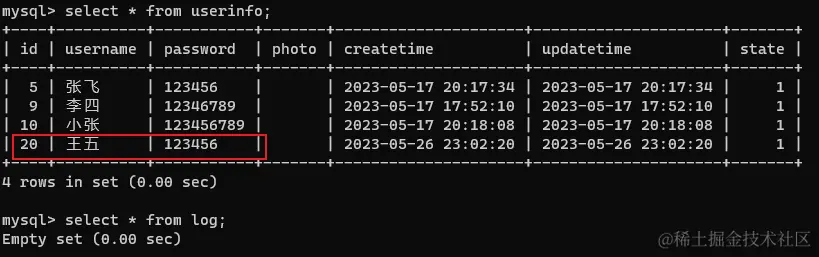 mysql> select * from userinfo;
+----+----------+-----------+-------+---------------------+---------------------+-------+
| id | username | password | photo | createtime | updatetime | state |
+----+----------+-----------+-------+---------------------+---------------------+-------+
| 5 | 张飞 | 123456 | | 2023-05-17 20:17:34 | 2023-05-17 20:17:34 | 1 |
| 9 | 李四 | 12346789 | | 2023-05-17 17:52:10 | 2023-05-17 17:52:10 | 1 |
| 10 | 小张 | 123456789 | | 2023-05-17 20:18:08 | 2023-05-17 20:18:08 | 1 |
| 20 | 王五 | 123456 | | 2023-05-26 23:02:20 | 2023-05-26 23:02:20 | 1 |
+----+----------+-----------+-------+---------------------+---------------------+-------+
4 rows in set (0.00 sec)
mysql> select * from log;
Empty set (0.00 sec)
@稀土掘金技术社区